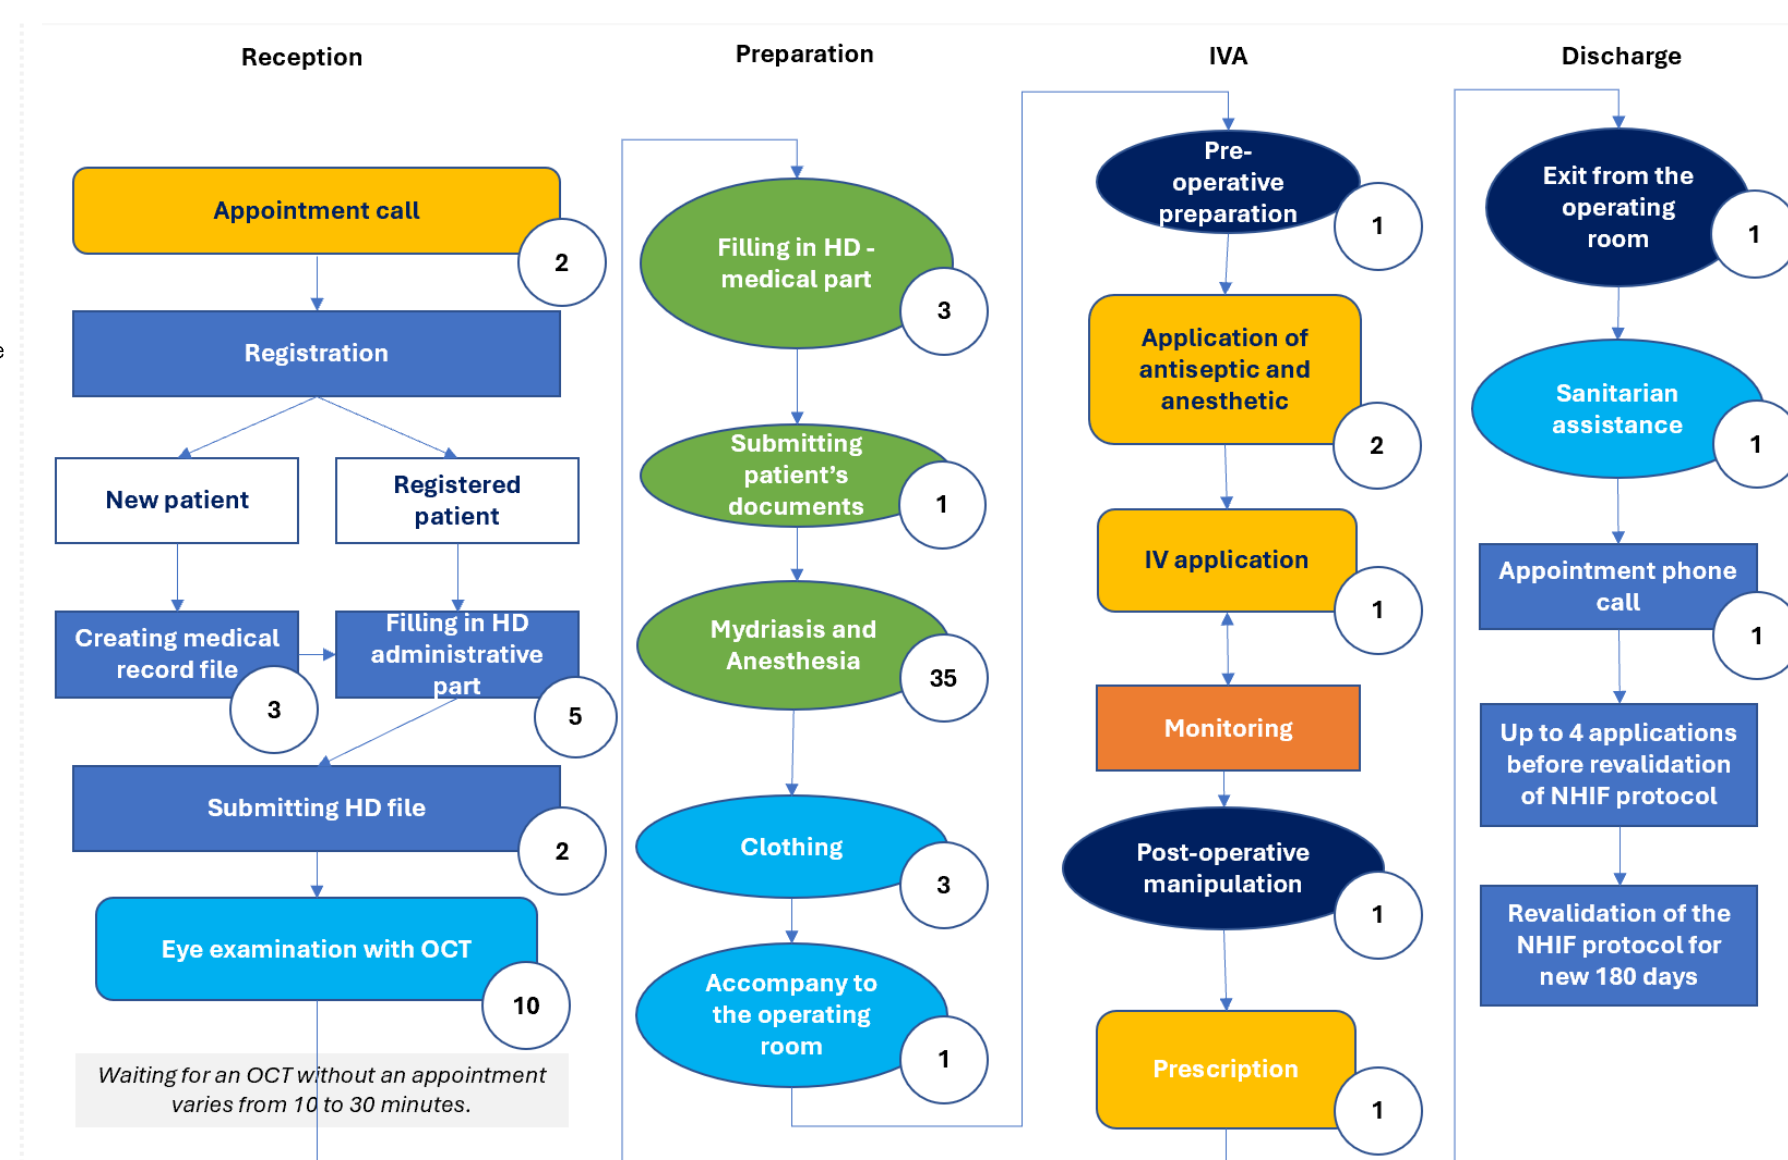 Reception
Appointment call
2
Registration
New patient
Registered
patient
Creating medical
record file
3
Filling in HD
administrative
part
5
Submitting HD file
2
Eye examination with OCT
10
Waiting for an OCT without an appointment
varies from 10 to 30 minutes.
Preparation
Filling in HD -
medical part
3
Submitting
patient’s
documents
1
Mydriasis and
Anesthesia
35
Clothing
3
Accompany to
the operating
room
1
IVA
Pre-
operative
preparation
1
Application of
antiseptic and
anesthetic
2
IV application
1
Monitoring
Post-operative
manipulation
1
Prescription
1
Discharge
Exit from the
operating
room
1
Sanitarian
assistance
1
Appointment phone
call
1
Up to 4 applications
before revalidation
of NHIF protocol
Revalidation of the
NHIF protocol for
new 180 days